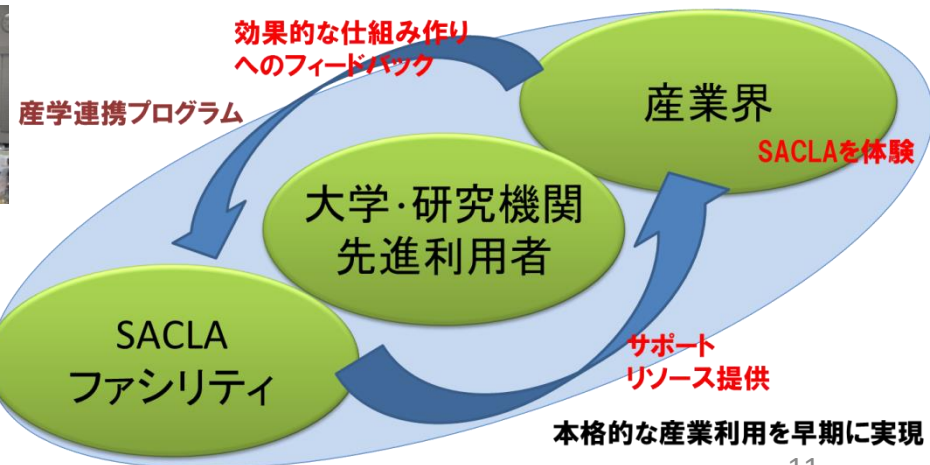 効果的な仕組み作り
へのフィードバック
産学連携プログラム
産業界
SACLAを体験
大学・研究機関
先進利用者
SACLA
ファシリティ
サポート
リソース提供
本格的な産業利用を早期に実現
11